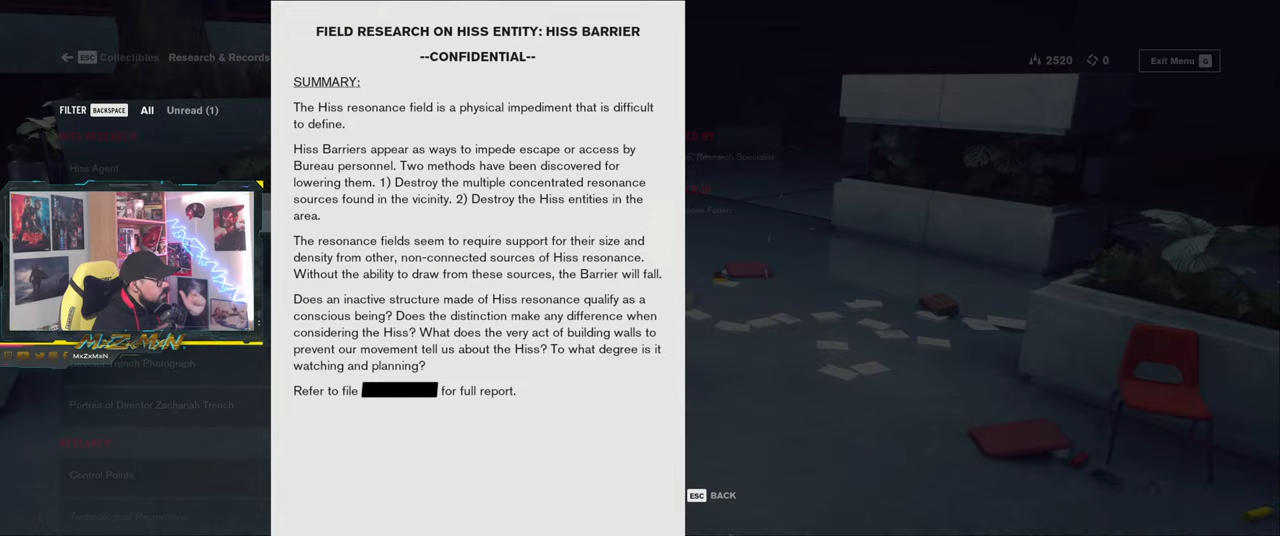 FIELD RESEARCH ON HISS ENTITY: HISS BARRIER
--CONFIDENTIAL--
SUMMARY:
The Hiss resonance field is a physical impediment that is difficult
to define.
Hiss Barriers appear as ways to impede escape or access by
Bureau personnel. Two methods have been discovered for
lowering them. 1) Destroy the multiple concentrated resonance
sources found in the vicinity. 2) Destroy the Hiss entities in the
area.
The resonance fields seem to require support for their size and
density from other, non-connected sources of Hiss resonance.
Without the ability to draw from these sources, the Barrier will fall.
Does an inactive structure made of Hiss resonance qualify as a
conscious being? Does the distinction make any difference when
considering the Hiss? What does the very act of building walls to
prevent our movement tell us about the Hiss? To what degree is it
watching and planning?
Refer to file for full report.
ESC Collectibles Research & Records
FILTER BACKSPACE All Unread (1)
Hiss Agent
MxZxMxN
MxZxMxN
Director Trench Photograph
Portrait of Director Zachariah Trench
Control Points
2520 0 Exit Menu G
Research Specialist
ESC BACK